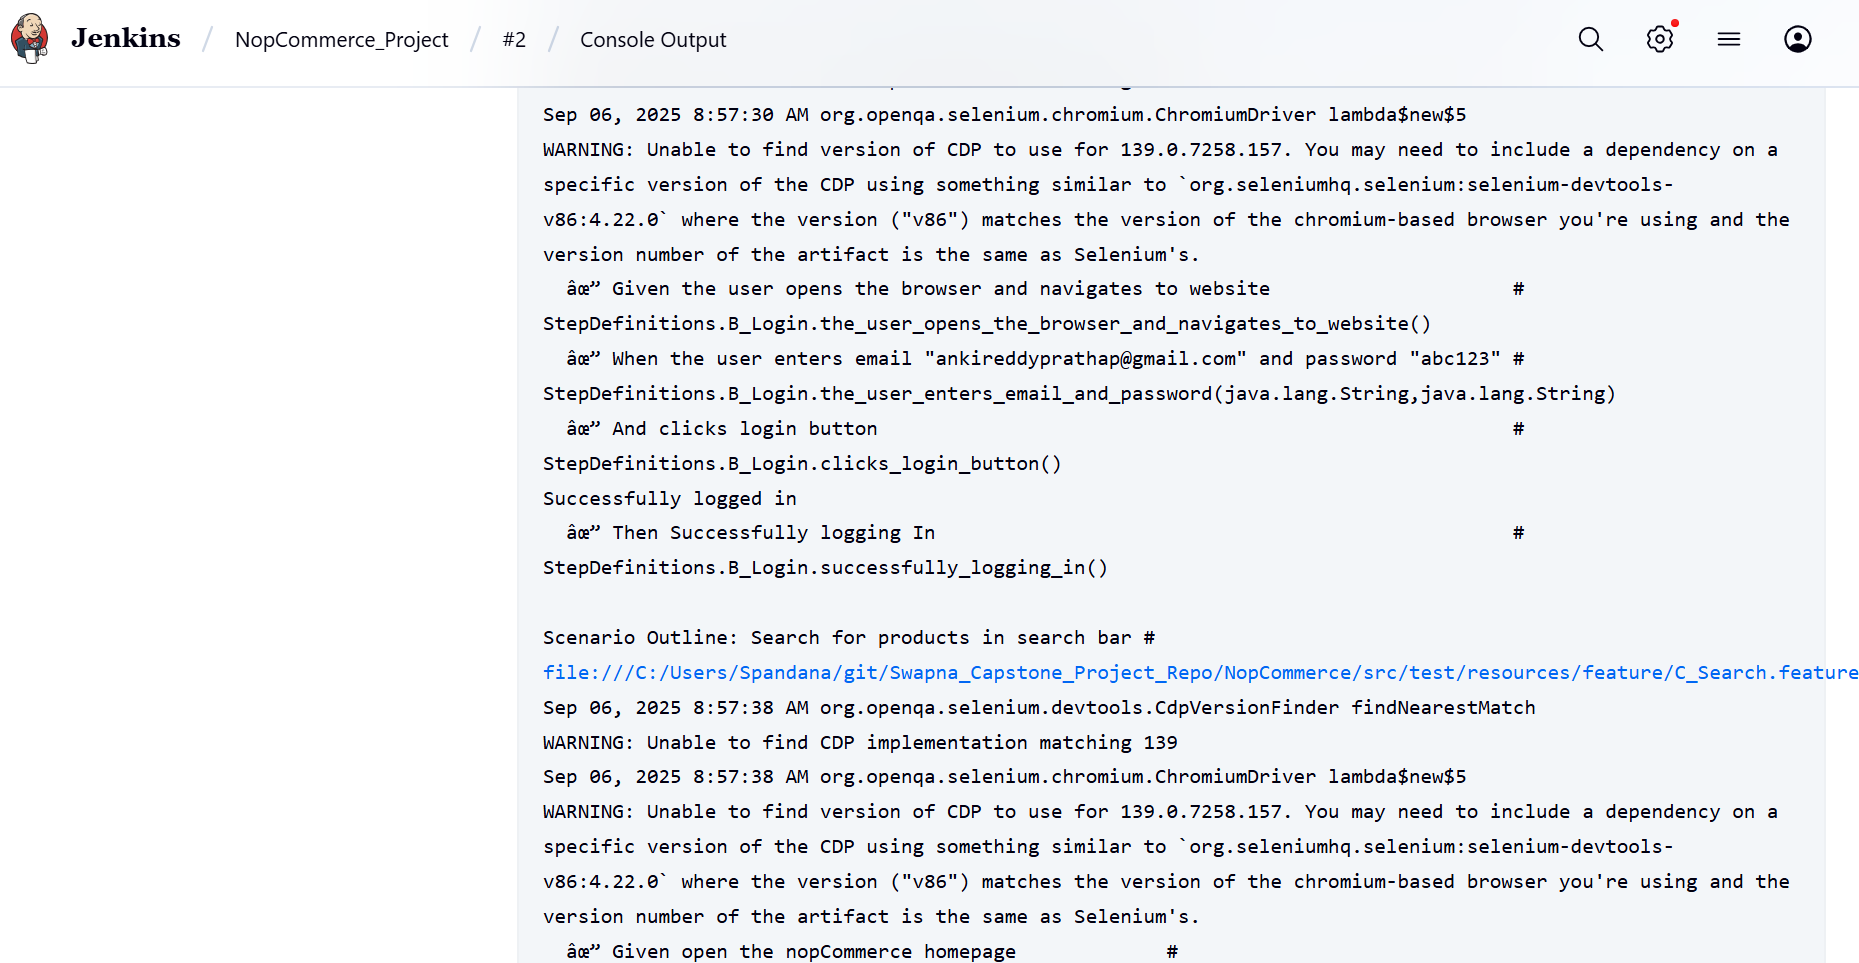 Jenkins / NopCommerce_Project / #2 / Console Output
Sep 06, 2025 8:57:30 AM org.openqa.selenium.chromium.ChromiumDriver lambda$new$5
WARNING: Unable to find version of CDP to use for 139.0.7258.157. You may need to include a dependency on a
specific version of the CDP using something similar to `org.seleniumhq.selenium:selenium-devtools-
v86:4.22.0` where the version ("v86") matches the version of the chromium-based browser you're using and the
version number of the artifact is the same as Selenium's.
✔ Given the user opens the browser and navigates to website #
StepDefinitions.B_Login.the_user_opens_the_browser_and_navigates_to_website()
✔ When the user enters email "ankireddyprathap@gmail.com" and password "abc123" #
StepDefinitions.B_Login.the_user_enters_email_and_password(java.lang.String,java.lang.String)
✔ And clicks login button #
StepDefinitions.B_Login.clicks_login_button()
Successfully logged in
✔ Then Successfully logging In #
StepDefinitions.B_Login.successfully_logging_in()
Scenario Outline: Search for products in search bar #
file:///C:/Users/Spandana/git/Swapna_Capstone_Project_Repo/NopCommerce/src/test/resources/feature/C_Search.feature
Sep 06, 2025 8:57:38 AM org.openqa.selenium.devtools.CdpVersionFinder findNearestMatch
WARNING: Unable to find CDP implementation matching 139
Sep 06, 2025 8:57:38 AM org.openqa.selenium.chromium.ChromiumDriver lambda$new$5
WARNING: Unable to find version of CDP to use for 139.0.7258.157. You may need to include a dependency on a
specific version of the CDP using something similar to `org.seleniumhq.selenium:selenium-devtools-
v86:4.22.0` where the version ("v86") matches the version of the chromium-based browser you're using and the
version number of the artifact is the same as Selenium's.
✔ Given open the nopCommerce homepage #